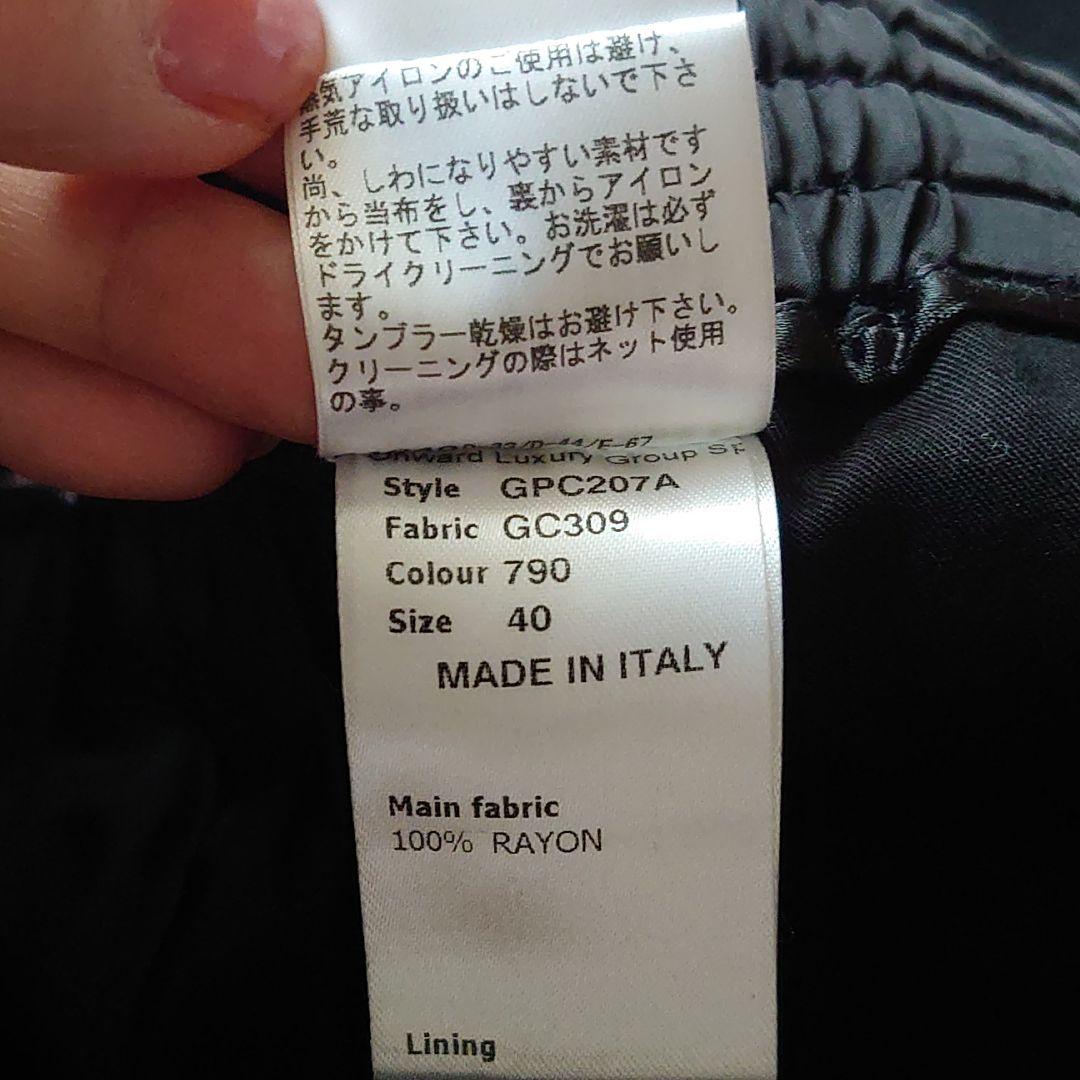 蒸気アイロンのご使用は避け、
手荒な取り扱いはしないで下さ
い。
尚、しわになりやすい素材です
から当布をし、裏からアイロン
をかけて下さい。お洗濯は必ず
ドライクリーニングでお願いし
ます。
タンブラー乾燥はお避け下さい。
クリーニングの際はネット使用
の事。
Onward Luxury Group
Style GPC207A
Fabric GC309
Colour 790
Size 40
MADE IN ITALY
Main fabric
100% RAYON
Lining